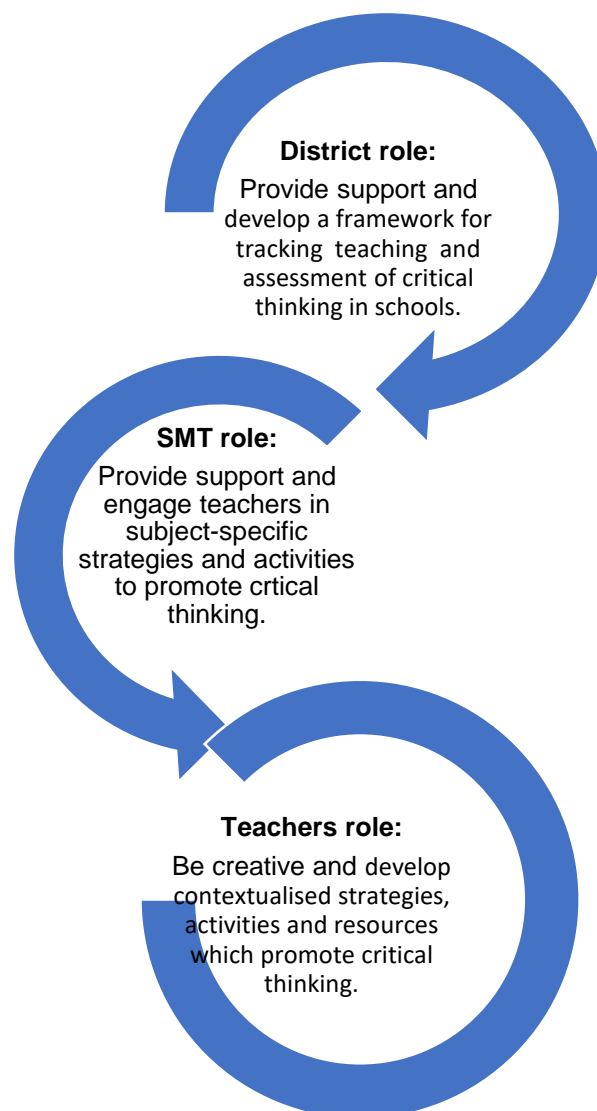 District role:
Provide support and
develop a framework for
tracking teaching and
assessment of critical
thinking in schools.
SMT role:
Provide support and
engage teachers in
subject-specific
strategies and activities
to promote crtical
thinking.
Teachers role:
Be creative and develop
contextualised strategies,
activities and resources
which promote critical
thinking.